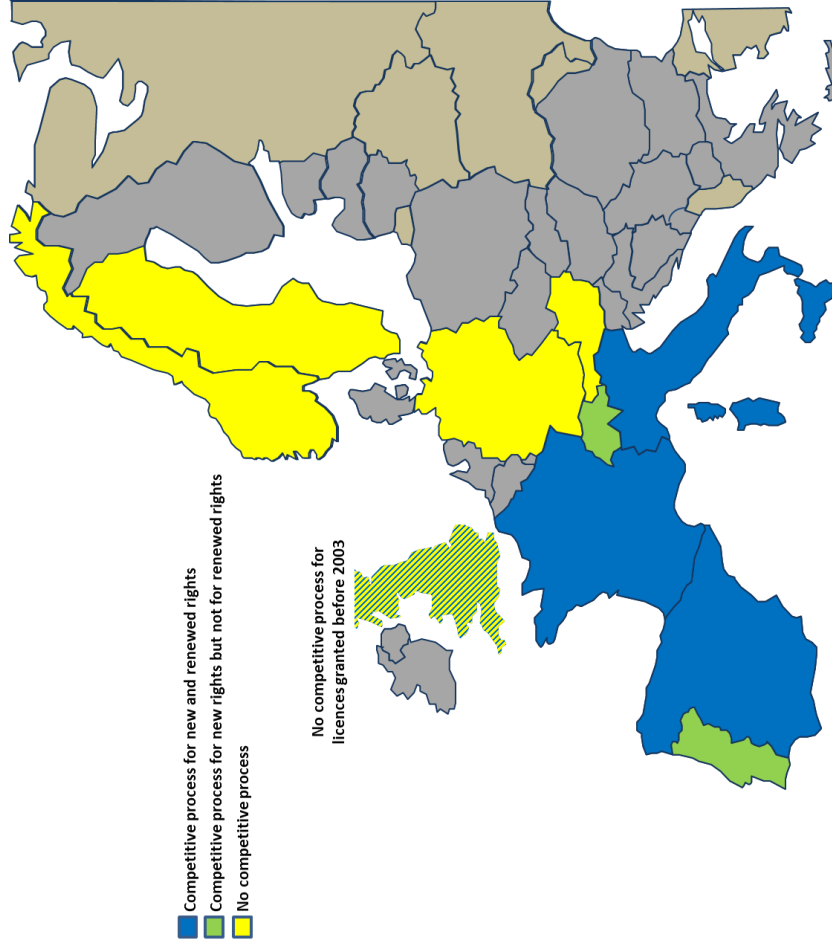 Competitive process for new and renewed rights
Competitive process for new rights but not for renewed rights
No competitive process
No competitive process for
licences granted before 2003